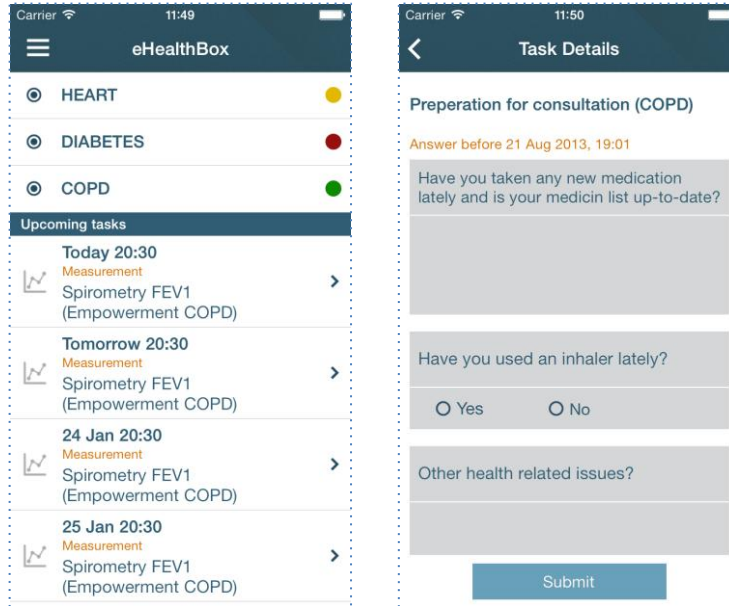 Carrier 11:49
eHealthBox
HEART
DIABETES
COPD
Upcoming tasks
Today 20:30
Measurement
Spirometry FEV1
(Empowerment COPD)
Tomorrow 20:30
Measurement
Spirometry FEV1
(Empowerment COPD)
24 Jan 20:30
Measurement
Spirometry FEV1
(Empowerment COPD)
25 Jan 20:30
Measurement
Spirometry FEV1
(Empowerment COPD)
Carrier 11:50
Task Details
Preperation for consultation (COPD)
Answer before 21 Aug 2013, 19:01
Have you taken any new medication
lately and is your medicin list up-to-date?
Have you used an inhaler lately?
Yes No
Other health related issues?
Submit